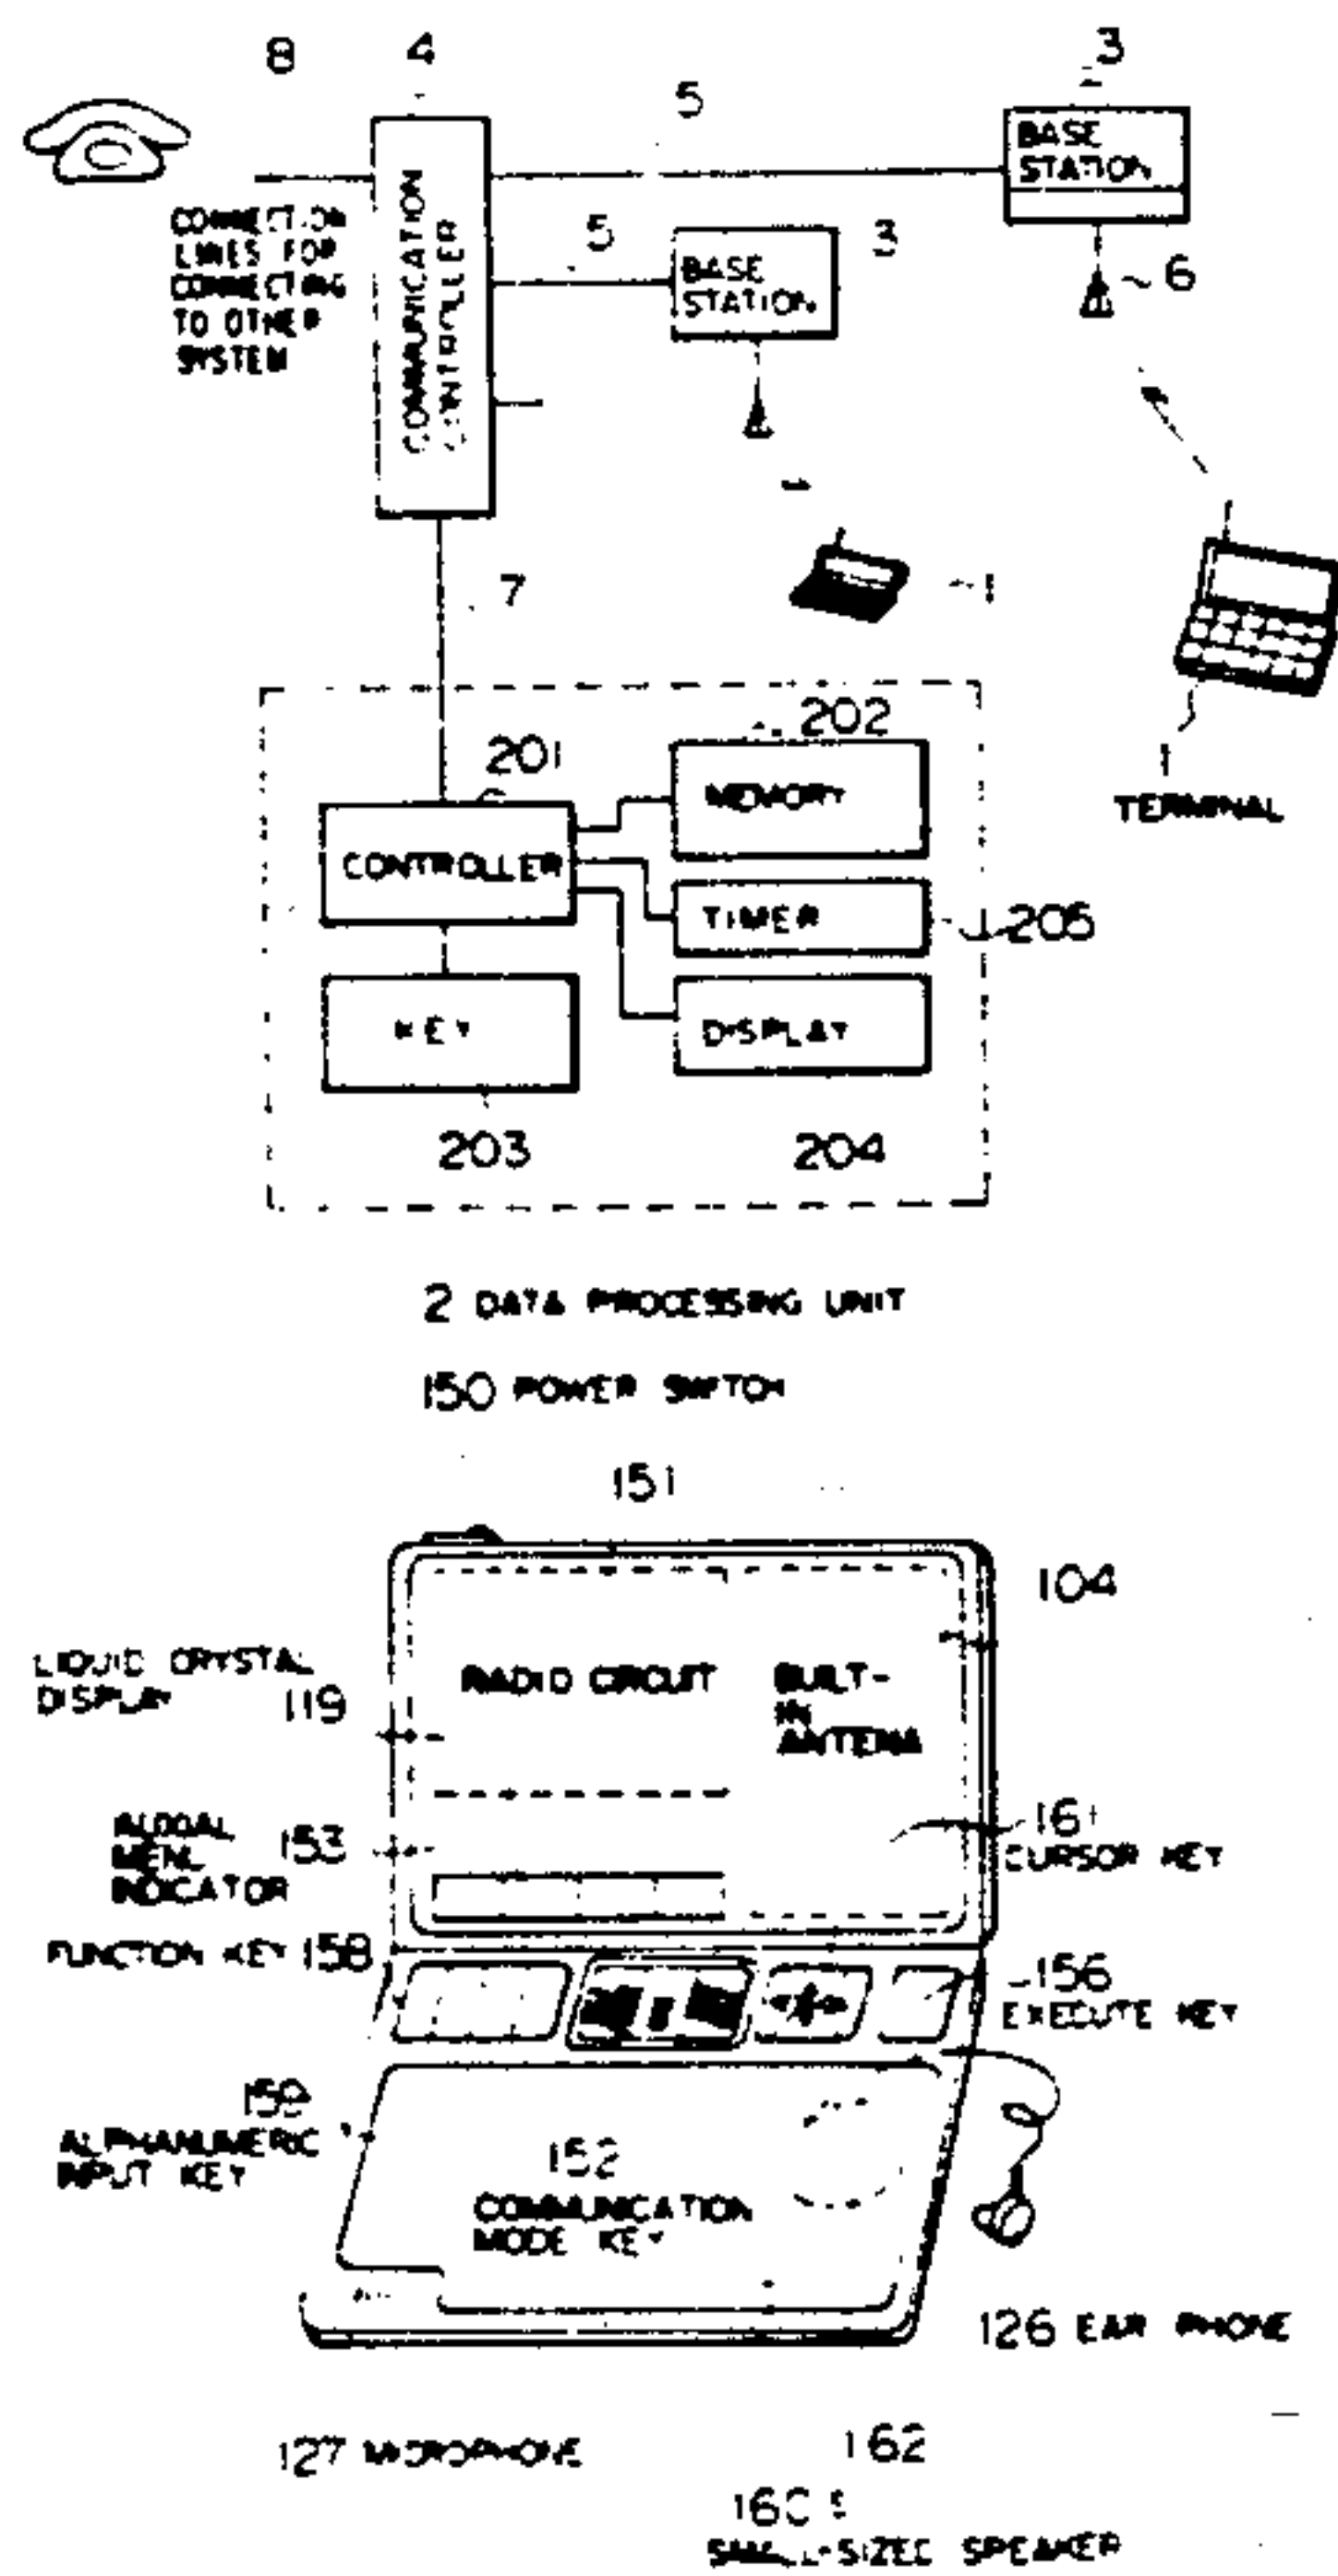 8
4
3
5
BASE
STATION
CONNECTION
LINES FOR
CONNECTING
TO OTHER
SYSTEM
COMMUNICATION
CONTROLLER
5
BASE
STATION
3
6
7
1
202
201
MEMORY
1
TERMINAL
CONTROLLER
TIMER
205
KEY
DISPLAY
203
204
2 DATA PROCESSING UNIT
150 POWER SWITCH
151
104
LIQUID CRYSTAL
DISPLAY
119
RADIO CIRCUIT
BUILT-
IN
ANTENA
153
INDICATOR
161
CURSOR KEY
FUNCTION KEY 158
156
EXECUTE KEY
159
ALPHANUMERIC
INPUT KEY
152
COMMUNICATION
MODE KEY
126 EAR PHONE
127 MICROPHONE
162
160
SMALL-SIZED SPEAKER